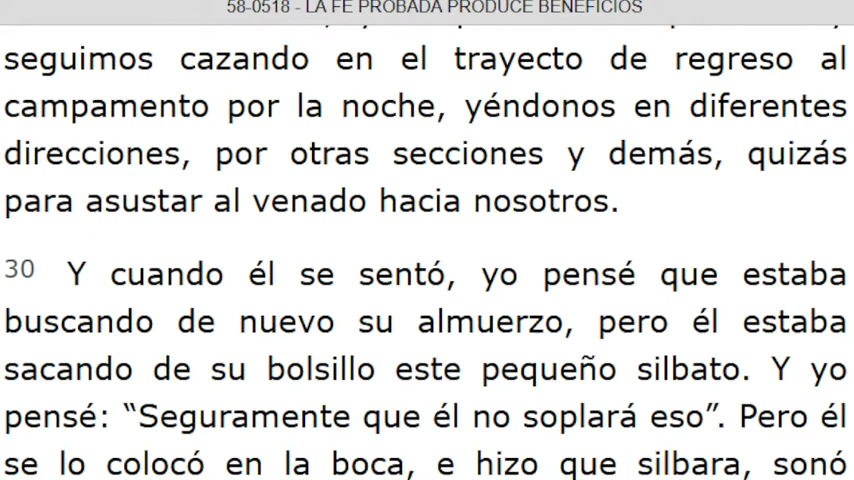 58-0518 - LA FE PROBADA PRODUCE BENEFICIOS
seguimos cazando en el trayecto de regreso al
campamento por la noche, yéndonos en diferentes
direcciones, por otras secciones y demás, quizás
para asustar al venado hacia nosotros.
30 Y cuando él se sentó, yo pensé que estaba
buscando de nuevo su almuerzo, pero él estaba
sacando de su bolsillo este pequeño silbato. Y yo
pensé: “Seguramente que él no soplará eso”. Pero él
se lo colocó en la boca, e hizo que silbara, sonó